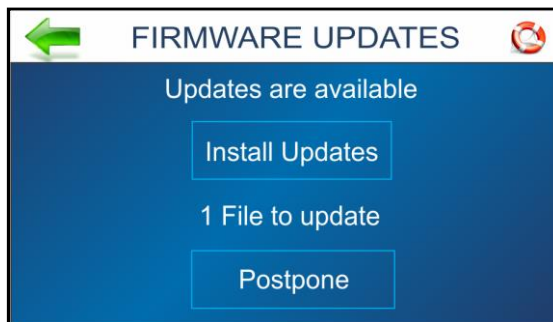 FIRMWARE UPDATES
Updates are available
Install Updates
1 File to update
Postpone